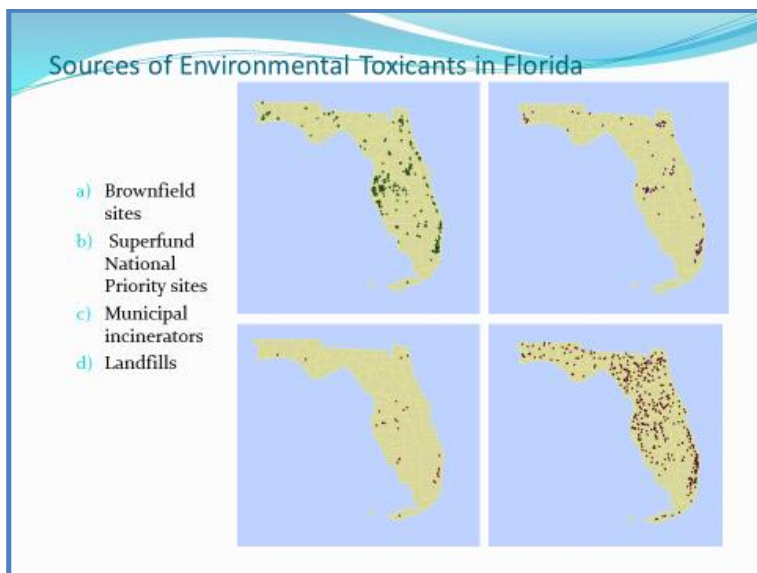 Sources of Environmental Toxicants in Florida
a) Brownfield
sites
b) Superfund
National
Priority sites
c) Municipal
incinerators
d) Landfills